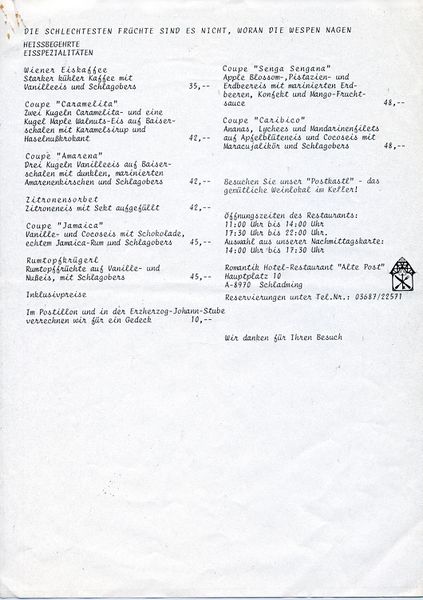 DIE SCHLECHTESTEN FRÜCHTE SIND ES NICHT, WORAN DIE WESPEN NAGEN
HEISSBEGEHRTE
EISSPEZIALITÄTEN
Wiener Eiskaffee
Starker kühler Kaffee mit
Vanilleeis und Schlagobers 35,--
Coupe "Caramelita"
Zwei Kugeln Caramelita- und eine
Kugel Maple Walnuts-Eis auf Baiser-
schalen mit Karamelsirup und
Haselnußkrokant 42,--
Coupe "Amarena"
Drei Kugeln Vanilleeis auf Baiser-
schalen mit dunklen, marinierten
Amarenenkirschen und Schlagobers 42,--
Zitronensorbet
Zitroneneis mit Sekt aufgefüllt 42,--
Coupe "Jamaica"
Vanille- und Cocoseis mit Schokolade,
echtem Jamaica-Rum und Schlagobers 45,--
Rumtopfkrügerl
Rumtopffrüchte auf Vanille- und
Nußeis, mit Schlagobers 45,--
Inklusivpreise
Im Postillon und in der Erzherzog-Johann-Stube
verrechnen wir für ein Gedeck 10,--
Coupe "Senga Sengana"
Apple Blossom-,Pistazien- und
Erdbeereis mit marinierten Erd-
beeren, Konfekt und Mango-Frucht-
sauce 48,--
Coupe "Caribico"
Ananas, Lychees und Mandarinenfilets
auf Apfelblüteneis und Cocoseis mit
Maracujalikör und Schlagobers 48,--
Besuchen Sie unser "Postkastl" - das
gemütliche Weinlokal im Keller!
Öffnungszeiten des Restaurants:
11:00 Uhr bis 14:00 Uhr
17:30 Uhr bis 22:00 Uhr.
Auswahl aus unserer Nachmittagskarte:
14:00 Uhr bis 17:30 Uhr
Romantik Hotel-Restaurant "Alte Post"
Hauptplatz 10
A-8970 Schladming
Reservierungen unter Tel.Nr.: 03687/22571
Wir danken für Ihren Besuch